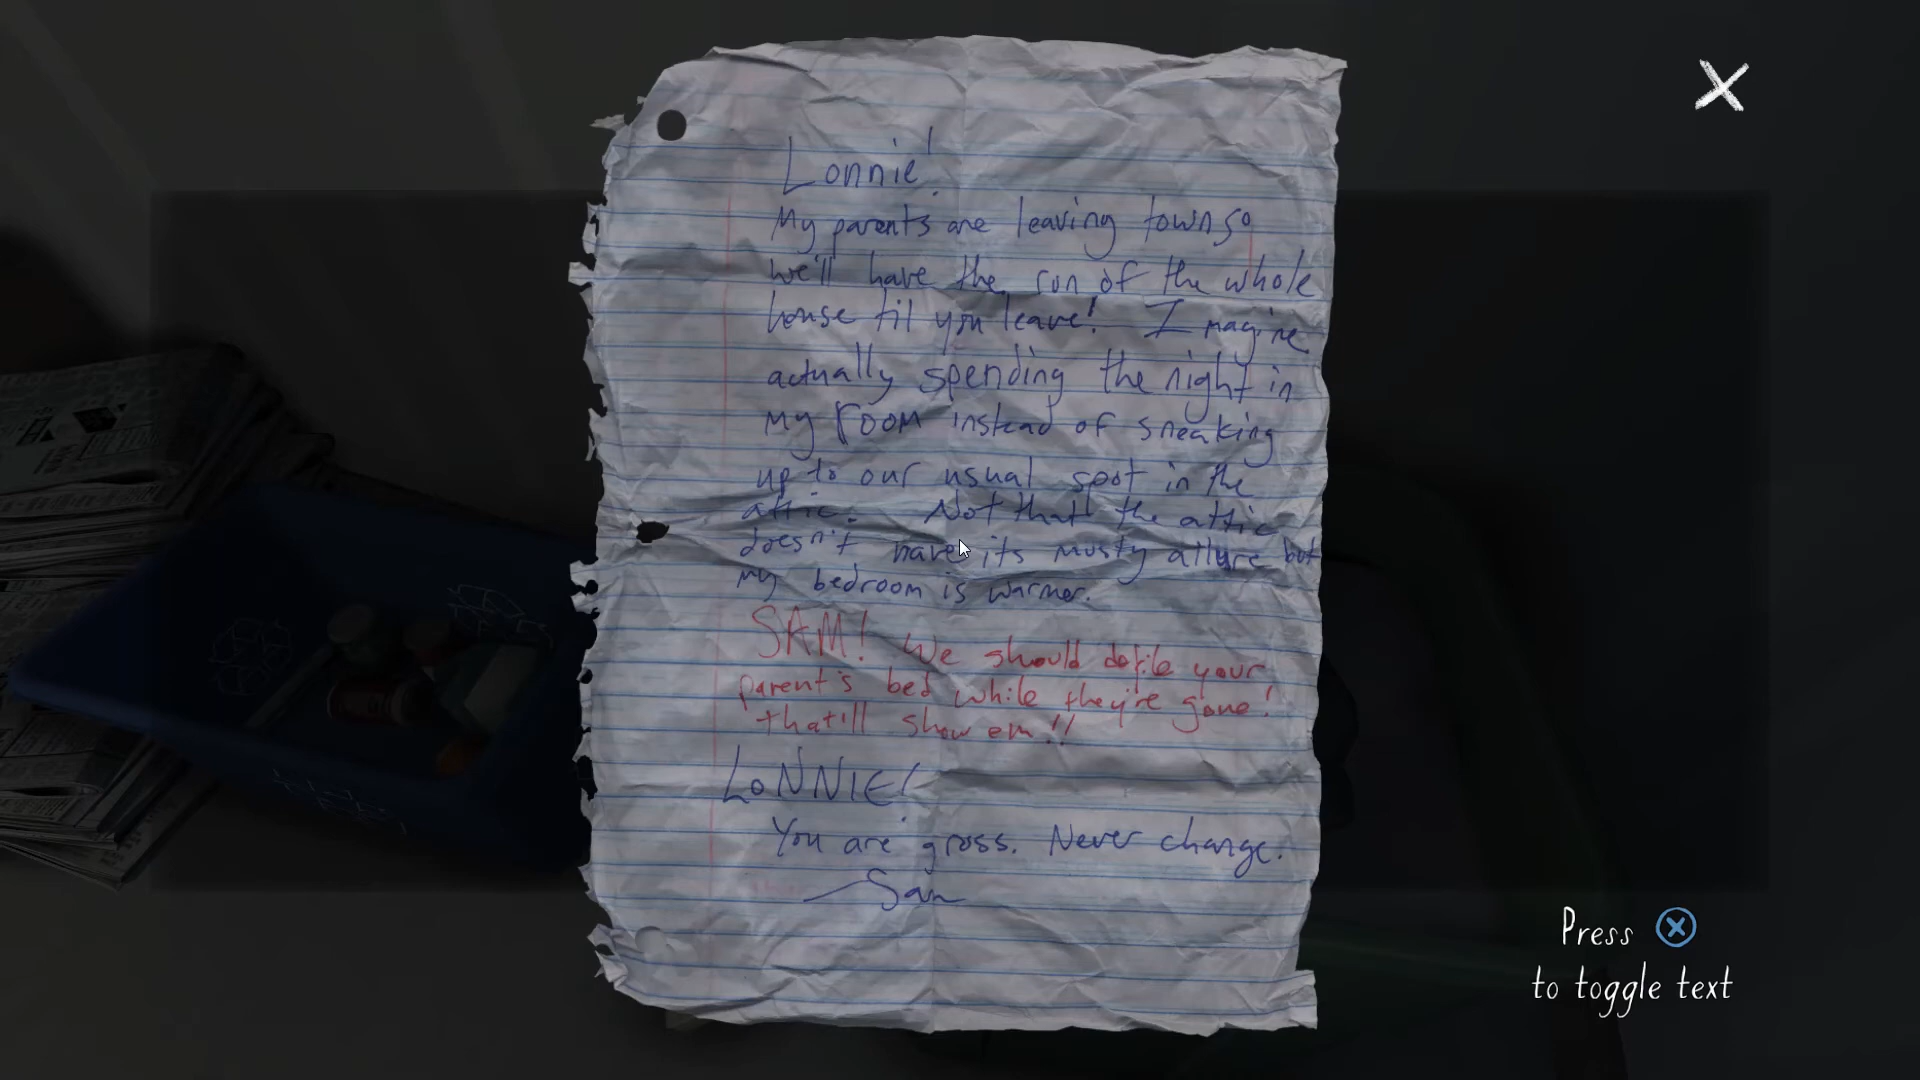 Lonnie!
My parents are leaving town so
we'll have the run of the whole
house til you leave! Imagine
actually spending the night in
my room instead of sneaking
up to our usual spot in the
attic. Not that the attic
doesn't have its musty allure but
my bedroom is warmer.
SAM! We should defile your
parent's bed while they're gone!
that'll show em!!
LONNIE!
You are gross. Never change.
—Sam
Press
to toggle text